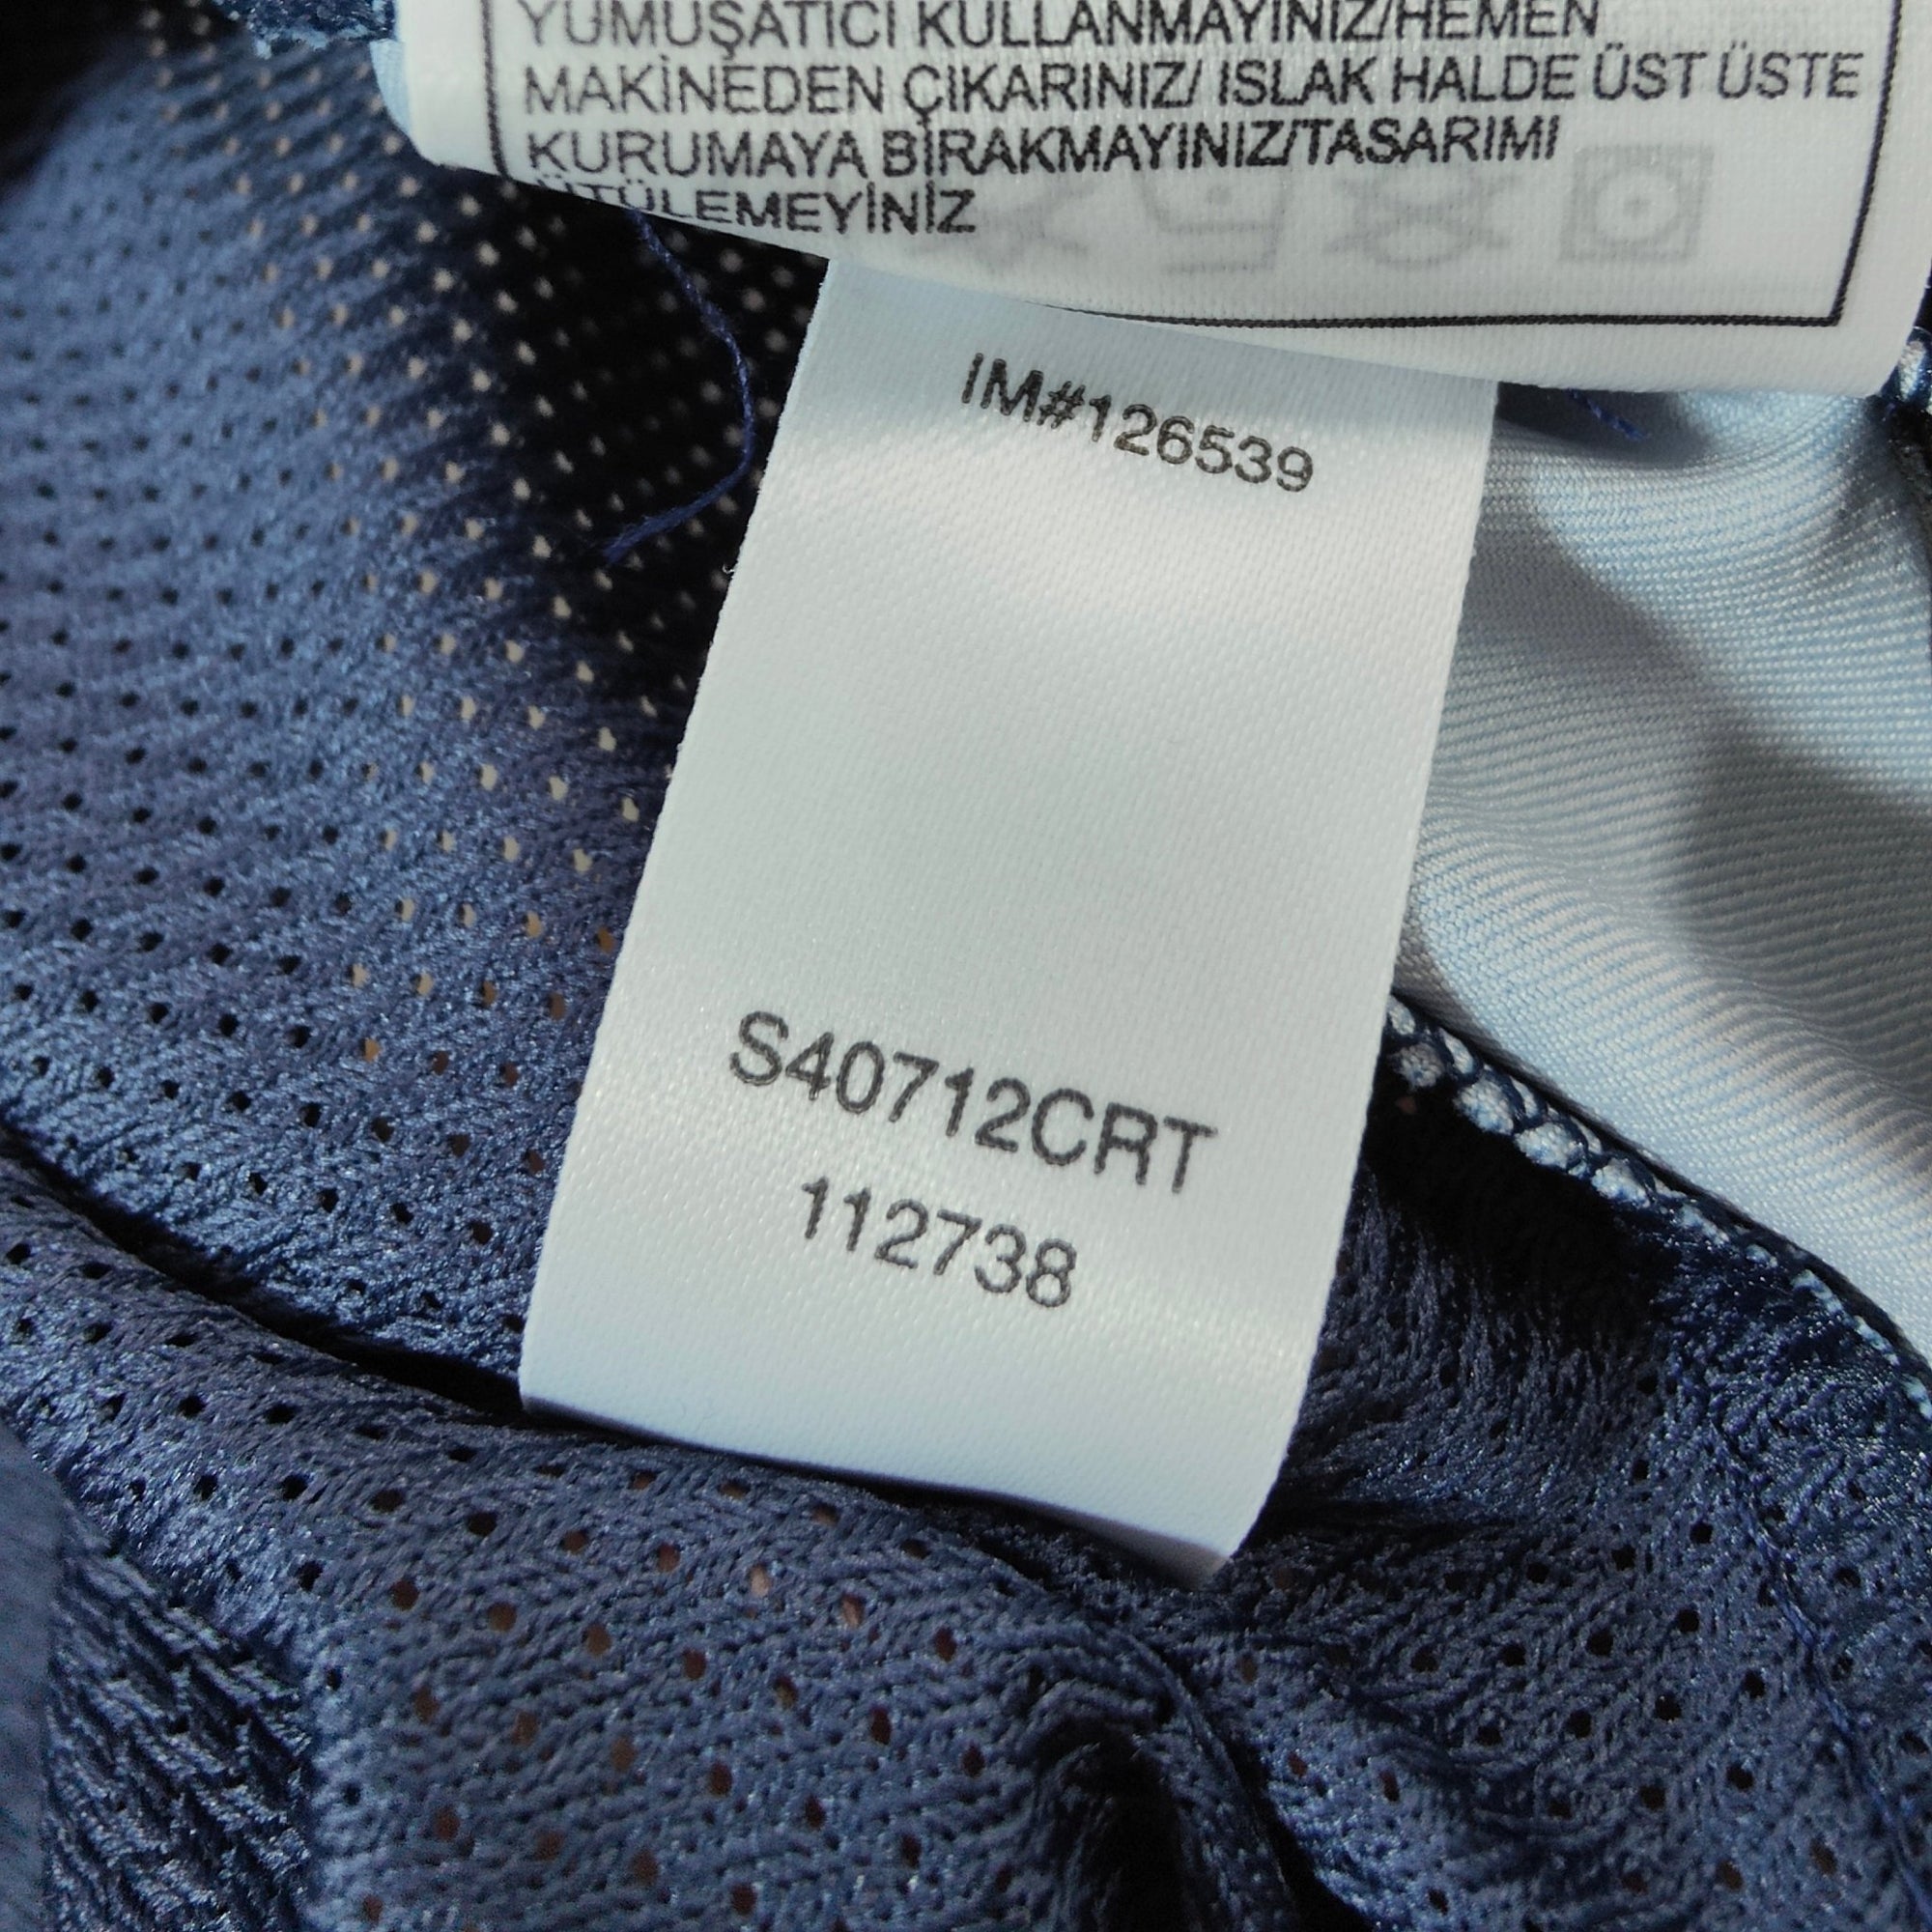 YUMUŞATICI KULLANMAYINIZ/HEMEN
MAKİNEDEN ÇIKARINIZ/ ISLAK HALDE ÜST ÜSTE
KURUMAYA BIRAKMAYINIZ/TASARIMI
ÜTÜLEMEYİNİZ
IM#126539
S40712CRT
112738